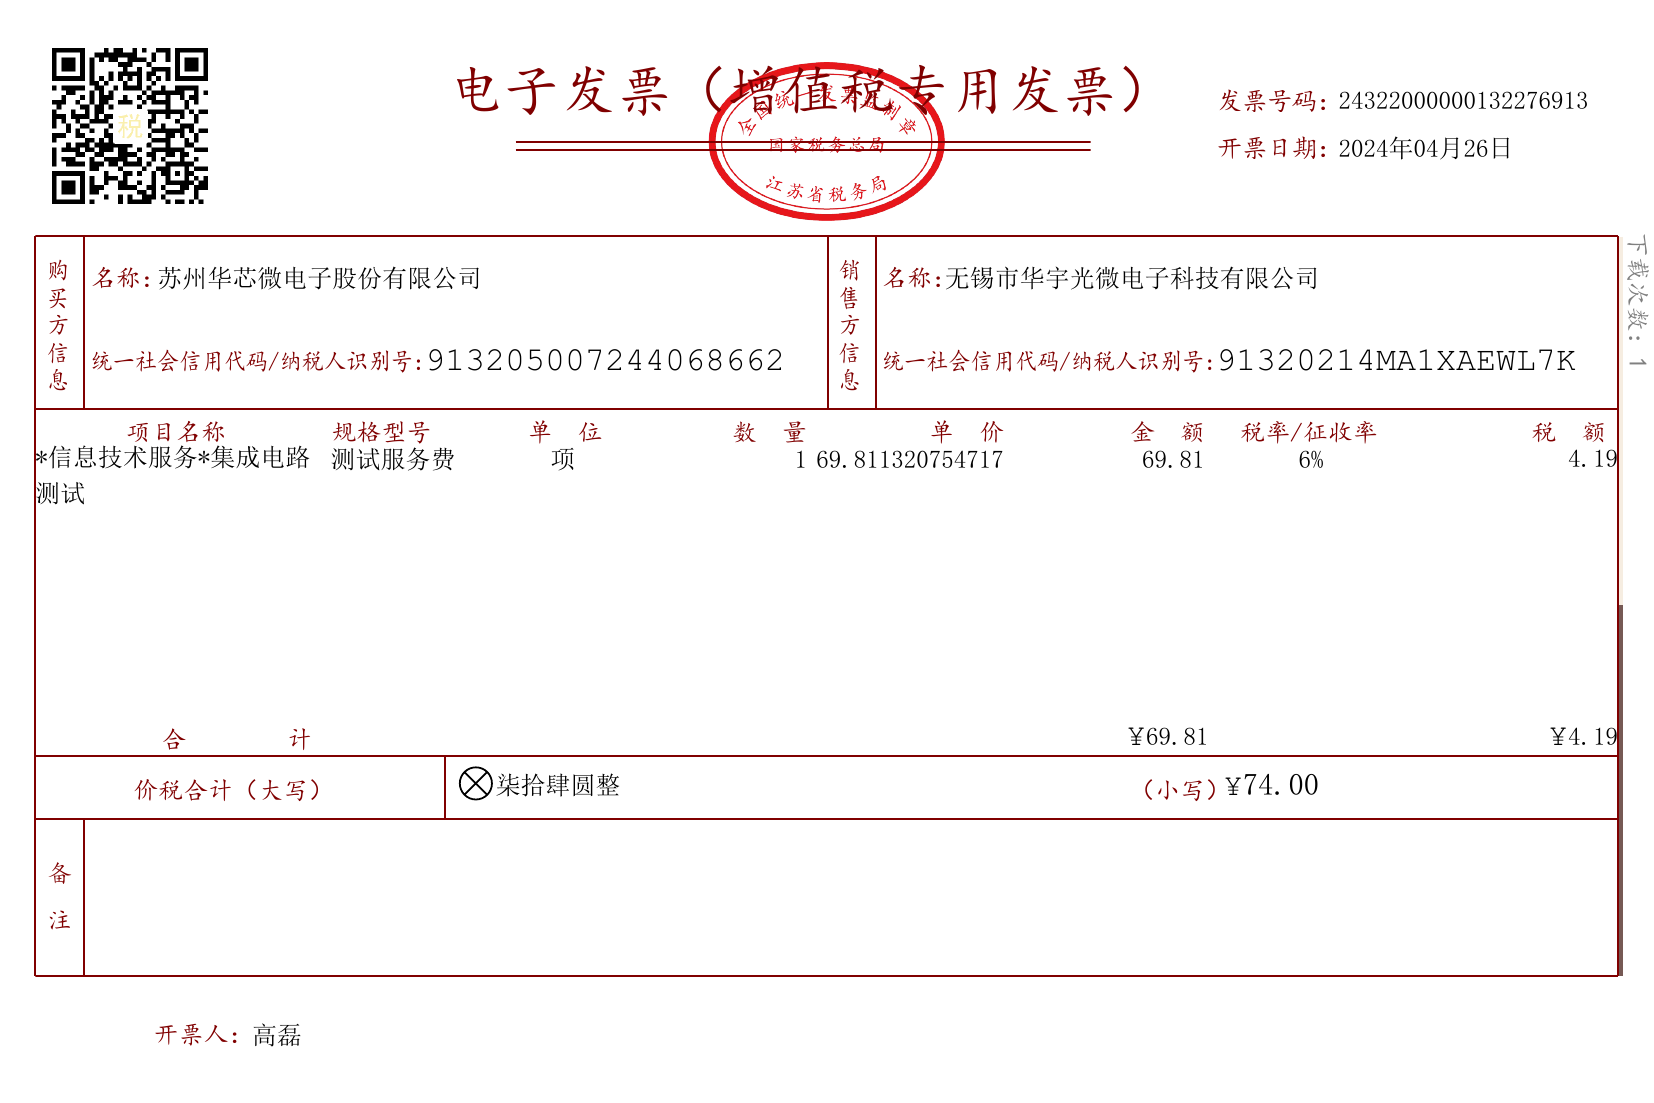 电子发票（增值税专用发票）
发票号码：24322000000132276913
开票日期：2024年04月26日
税
全国统一发票监制章
国家税务总局
江苏省税务局
下载次数：1
购买方信息
名称：苏州华芯微电子股份有限公司
统一社会信用代码/纳税人识别号：913205007244068662
销售方信息
名称：无锡市华宇光微电子科技有限公司
统一社会信用代码/纳税人识别号：91320214MA1XAEWL7K
项目名称 规格型号 单 位 数 量 单 价 金 额 税率/征收率 税 额
*信息技术服务*集成电路 测试服务费 项 1 69.811320754717 69.81 6% 4.19
测试
合 计 ¥69.81 ¥4.19
价税合计（大写） 柒拾肆圆整 （小写）¥74.00
备注
开票人：高磊